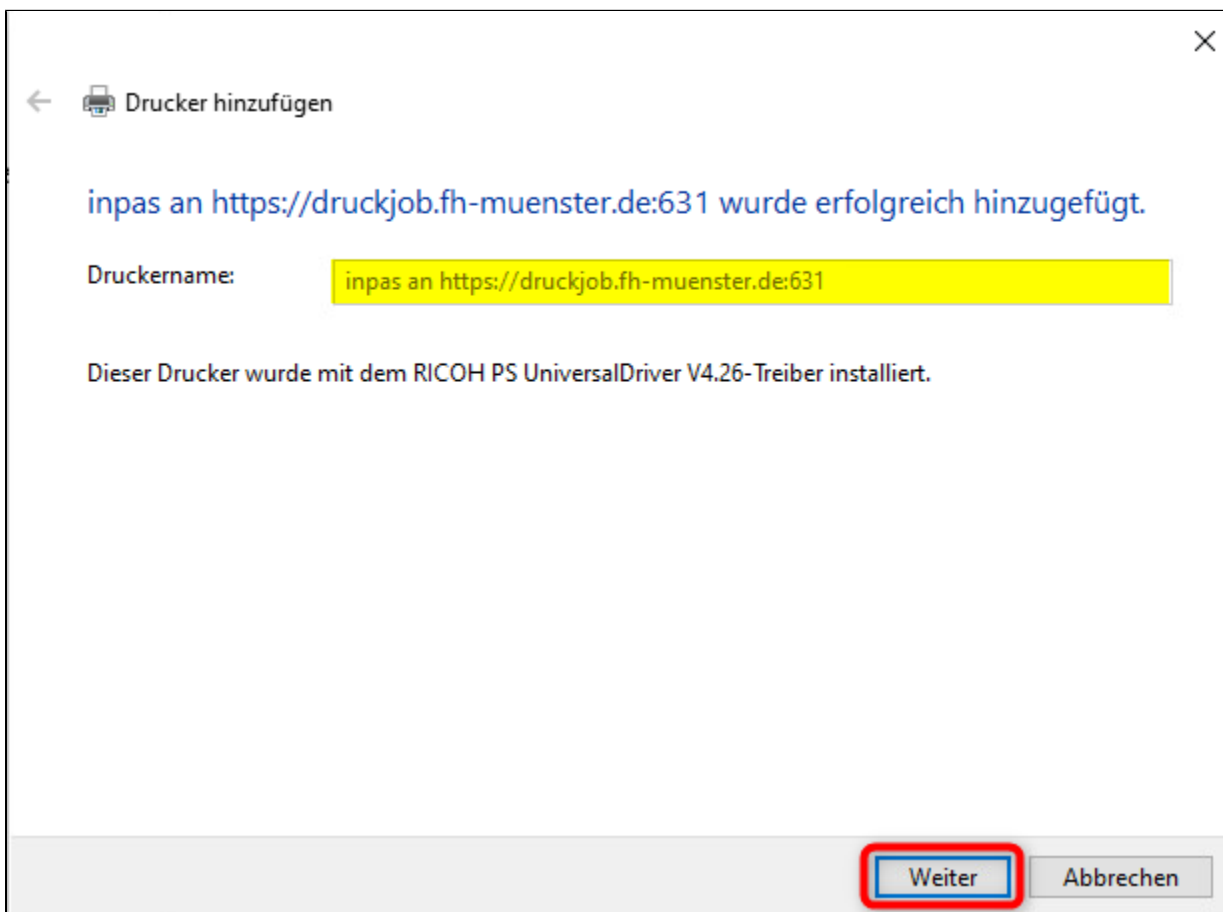 Drucker hinzufügen
inpas an https://druckjob.fh-muenster.de:631 wurde erfolgreich hinzugefügt.
Druckername: inpas an https://druckjob.fh-muenster.de:631
Dieser Drucker wurde mit dem RICOH PS UniversalDriver V4.26-Treiber installiert.
Weiter Abbrechen